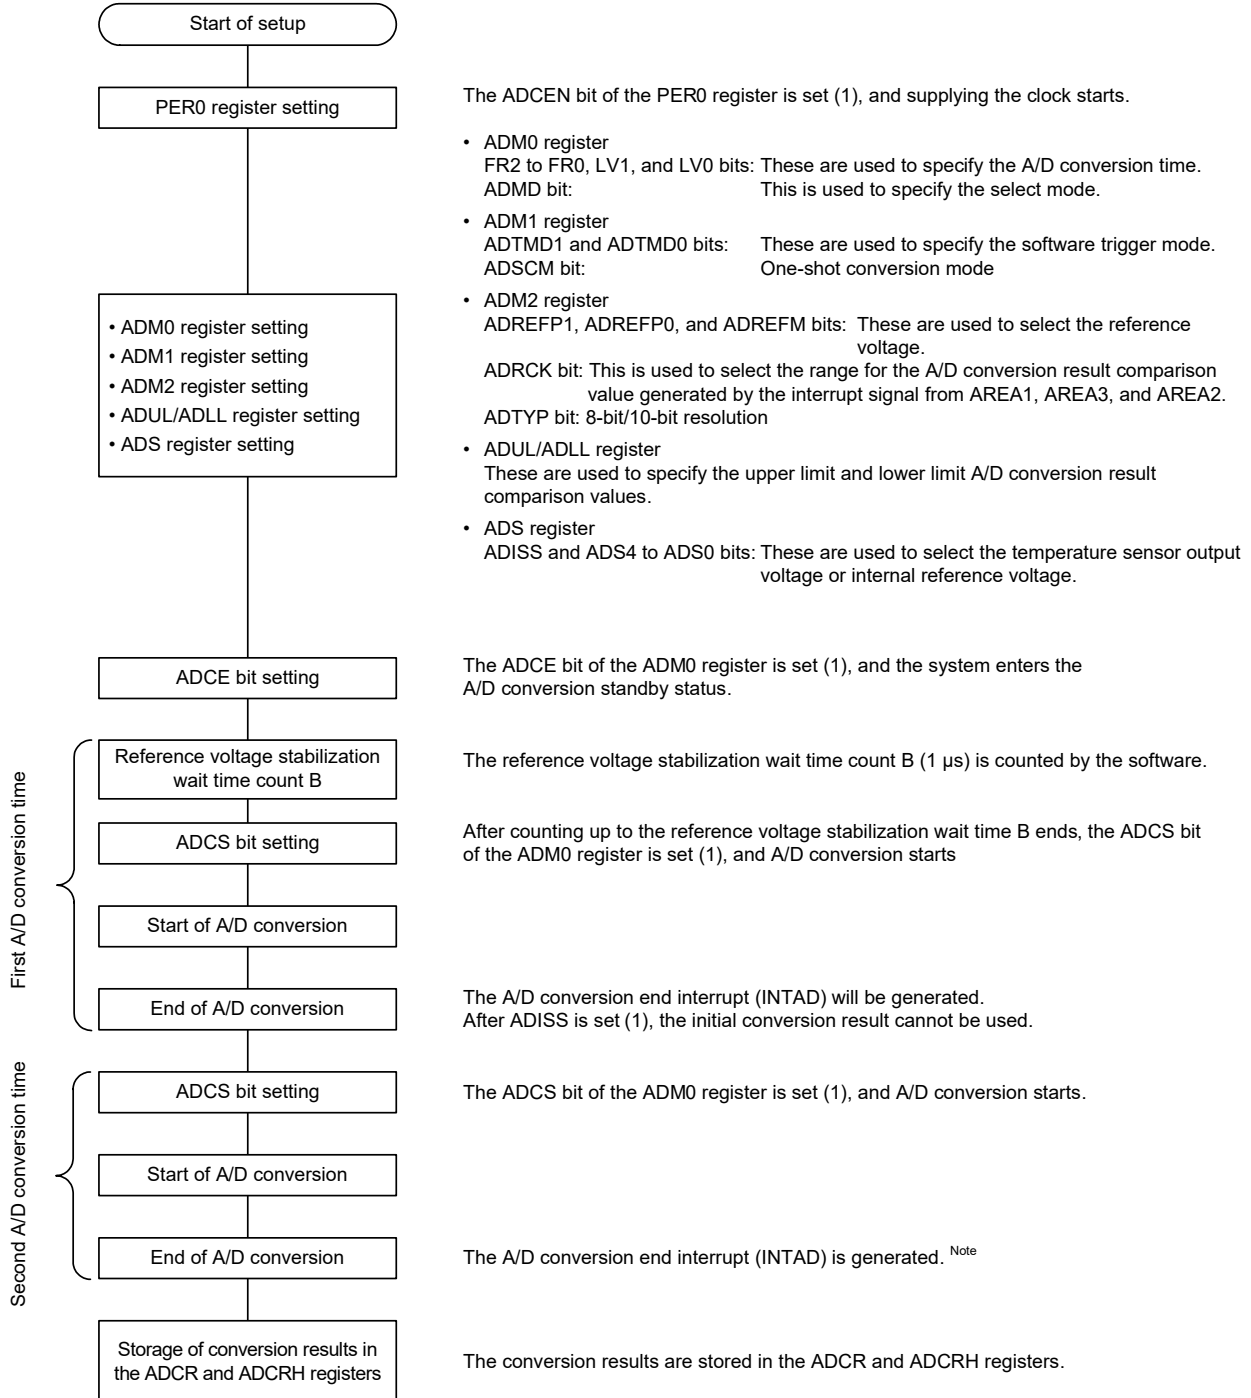 Start of setup
PER0 register setting
The ADCEN bit of the PER0 register is set (1), and supplying the clock starts.
• ADM0 register
FR2 to FR0, LV1, and LV0 bits: These are used to specify the A/D conversion time.
ADMD bit: This is used to specify the select mode.
• ADM1 register
ADTMD1 and ADTMD0 bits: These are used to specify the software trigger mode.
ADSCM bit: One-shot conversion mode
• ADM2 register
ADREFP1, ADREFP0, and ADREFM bits: These are used to select the reference
voltage.
ADRCK bit: This is used to select the range for the A/D conversion result comparison
value generated by the interrupt signal from AREA1, AREA3, and AREA2.
ADTYP bit: 8-bit/10-bit resolution
• ADUL/ADLL register
These are used to specify the upper limit and lower limit A/D conversion result
comparison values.
• ADS register
ADISS and ADS4 to ADS0 bits: These are used to select the temperature sensor output
voltage or internal reference voltage.
• ADM0 register setting
• ADM1 register setting
• ADM2 register setting
• ADUL/ADLL register setting
• ADS register setting
ADCE bit setting
The ADCE bit of the ADM0 register is set (1), and the system enters the
A/D conversion standby status.
First A/D conversion time
Reference voltage stabilization
wait time count B
The reference voltage stabilization wait time count B (1 µs) is counted by the software.
ADCS bit setting
After counting up to the reference voltage stabilization wait time B ends, the ADCS bit
of the ADM0 register is set (1), and A/D conversion starts
Start of A/D conversion
End of A/D conversion
The A/D conversion end interrupt (INTAD) will be generated.
After ADISS is set (1), the initial conversion result cannot be used.
Second A/D conversion time
ADCS bit setting
The ADCS bit of the ADM0 register is set (1), and A/D conversion starts.
Start of A/D conversion
End of A/D conversion
The A/D conversion end interrupt (INTAD) is generated. Note
Storage of conversion results in
the ADCR and ADCRH registers
The conversion results are stored in the ADCR and ADCRH registers.